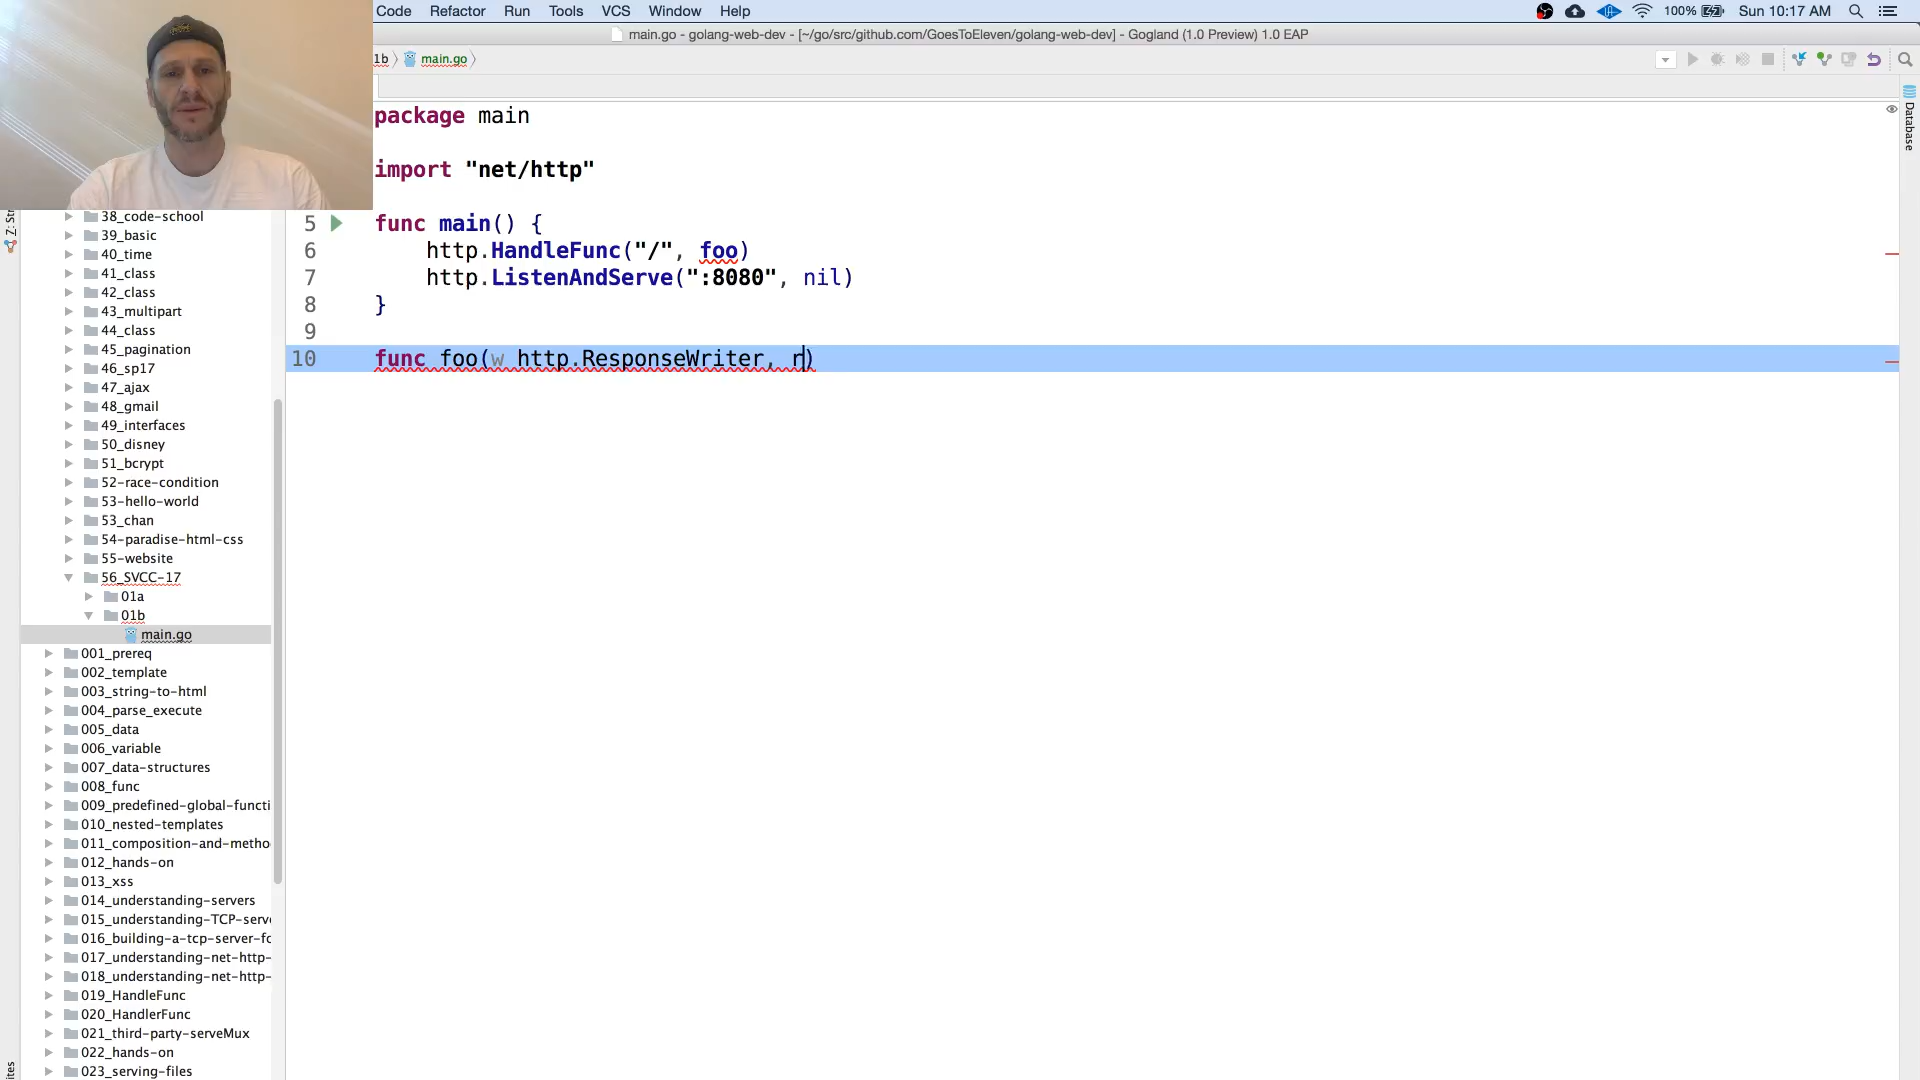 Code Refactor Run Tools VCS Window Help 100% Sun 10:17 AM
main.go - golang-web-dev - [~/go/src/github.com/GoesToEleven/golang-web-dev] - Gogland (1.0 Preview) 1.0 EAP
1b main.go
package main
import "net/http"
5 func main() {
6 http.HandleFunc("/", foo)
7 http.ListenAndServe(":8080", nil)
8 }
9
10 func foo(w http.ResponseWriter, r)
Database
Z: Str
38_code-school
39_basic
40_time
41_class
42_class
43_multipart
44_class
45_pagination
46_sp17
47_ajax
48_gmail
49_interfaces
50_disney
51_bcrypt
52-race-condition
53-hello-world
53_chan
54-paradise-html-css
55-website
56_SVCC-17
01a
01b
main.go
001_prereq
002_template
003_string-to-html
004_parse_execute
005_data
006_variable
007_data-structures
008_func
009_predefined-global-functi
010_nested-templates
011_composition-and-metho
012_hands-on
013_xss
014_understanding-servers
015_understanding-TCP-serve
016_building-a-tcp-server-fo
017_understanding-net-http-
018_understanding-net-http-
019_HandleFunc
020_HandlerFunc
021_third-party-serveMux
022_hands-on
023_serving-files
ites